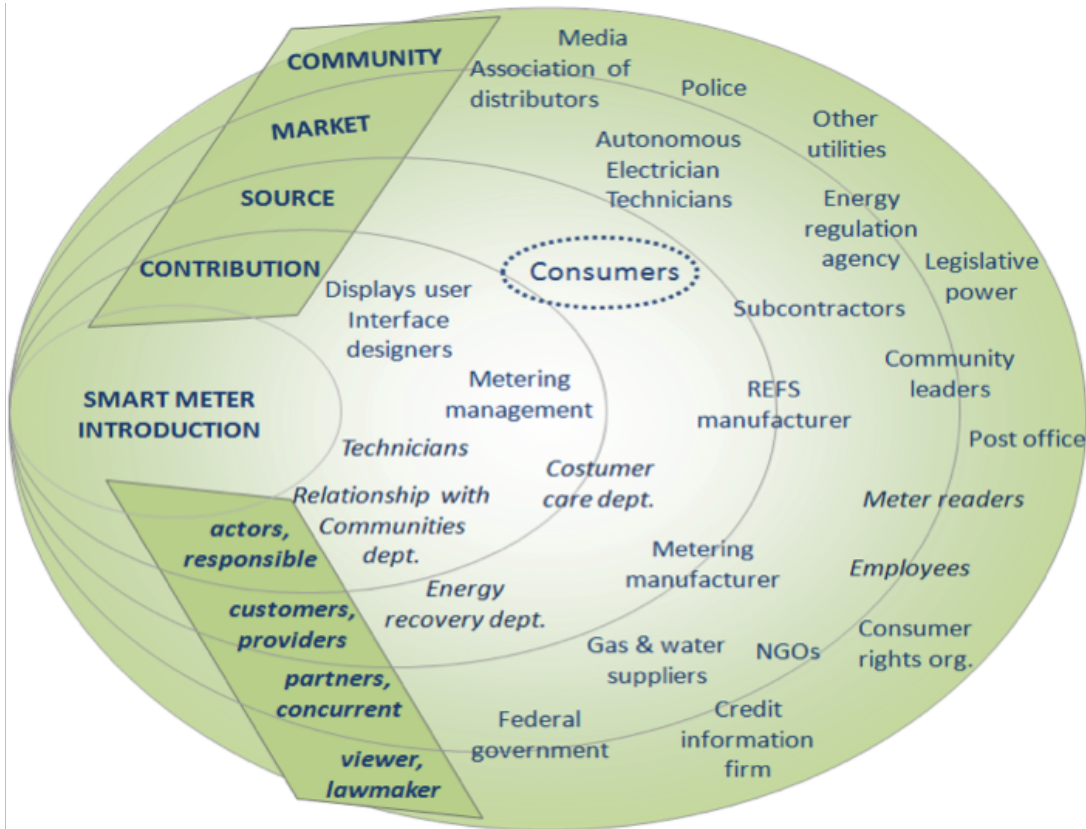 COMMUNITY
MARKET
SOURCE
CONTRIBUTION
SMART METER
INTRODUCTION
actors,
responsible
customers,
providers
partners,
concurrent
viewer,
lawmaker
Media
Association of
distributors
Police
Other
utilities
Autonomous
Electrician
Technicians
Energy
regulation
agency
Legislative
power
Consumers
Displays user
Interface
designers
Subcontractors
Community
leaders
Metering
management
REFS
manufacturer
Post office
Technicians
Costumer
care dept.
Meter readers
Relationship with
Communities
dept.
Metering
manufacturer
Employees
Energy
recovery dept.
Gas & water
suppliers
NGOs
Consumer
rights org.
Federal
government
Credit
information
firm